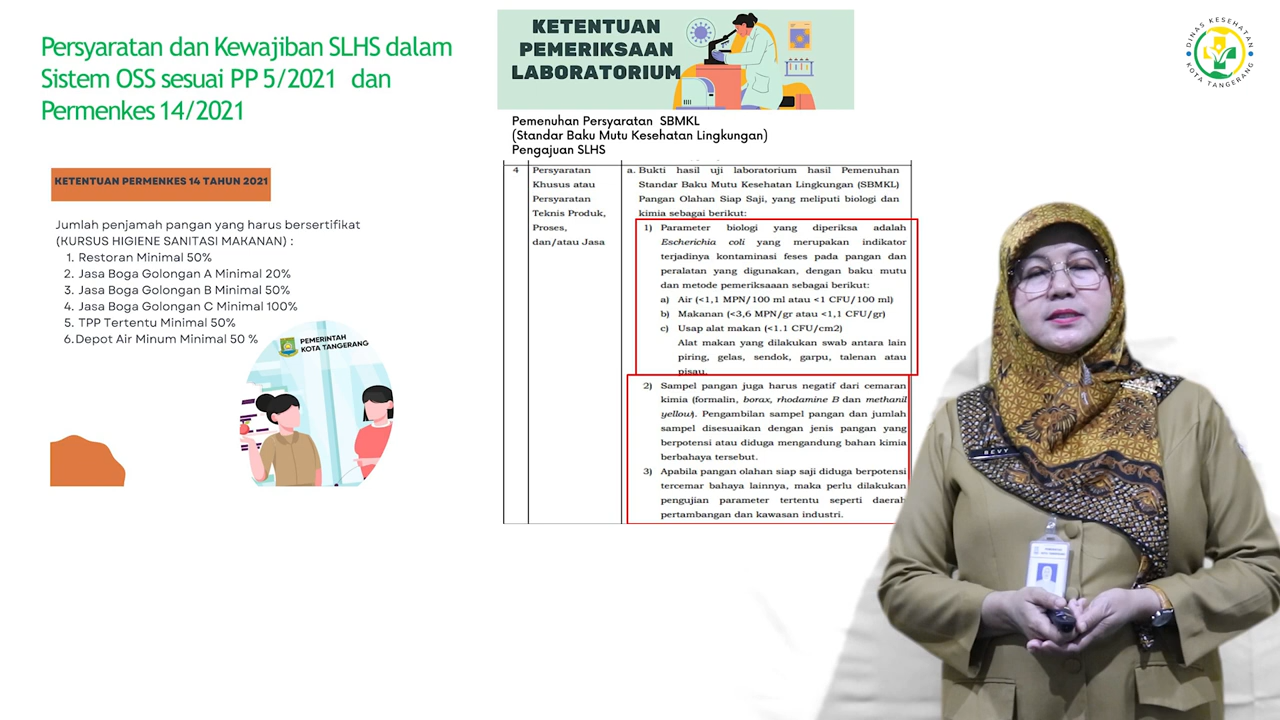 Persyaratan dan Kewajiban SLHS dalam
Sistem OSS sesuai PP 5/2021 dan
Permenkes 14/2021
KETENTUAN PERMENKES 14 TAHUN 2021
Jumlah penjamah pangan yang harus bersertifikat
(KURSUS HIGIENE SANITASI MAKANAN) :
1. Restoran Minimal 50%
2. Jasa Boga Golongan A Minimal 20%
3. Jasa Boga Golongan B Minimal 50%
4. Jasa Boga Golongan C Minimal 100%
5. TPP Tertentu Minimal 50%
6. Depot Air Minum Minimal 50 %
PEMERINTAH
KOTA TANGERANG
KETENTUAN
PEMERIKSAAN
LABORATORIUM
Pemenuhan Persyaratan SBMKL
(Standar Baku Mutu Kesehatan Lingkungan)
Pengajuan SLHS
4
Persyaratan
Khusus atau
Persyaratan
Teknis Produk,
Proses,
dan/atau Jasa
a. Bukti hasil uji laboratorium hasil Pemenuhan
Standar Baku Mutu Kesehatan Lingkungan (SBMKL)
Pangan Olahan Siap Saji, yang meliputi biologi dan
kimia sebagai berikut:
1) Parameter biologi yang diperiksa adalah
Escherichia coli yang merupakan indikator
terjadinya kontaminasi feses pada pangan dan
peralatan yang digunakan, dengan baku mutu
dan metode pemeriksaaan sebagai berikut:
a) Air (<1,1 MPN/100 ml atau <1 CFU/100 ml)
b) Makanan (<3,6 MPN/gr atau <1,1 CFU/gr)
c) Usap alat makan (<1.1 CFU/cm2)
Alat makan yang dilakukan swab antara lain
piring, gelas, sendok, garpu, talenan atau
pisau.
2) Sampel pangan juga harus negatif dari cemaran
kimia (formalin, borax, rhodamine B dan methanil
yellow). Pengambilan sampel pangan dan jumlah
sampel disesuaikan dengan jenis pangan yang
berpotensi atau diduga mengandung bahan kimia
berbahaya tersebut.
3) Apabila pangan olahan siap saji diduga berpotensi
tercemar bahaya lainnya, maka perlu dilakukan
pengujian parameter tertentu seperti daerah
pertambangan dan kawasan industri.
DINAS KESEHATAN
KOTA TANGERANG
REVY